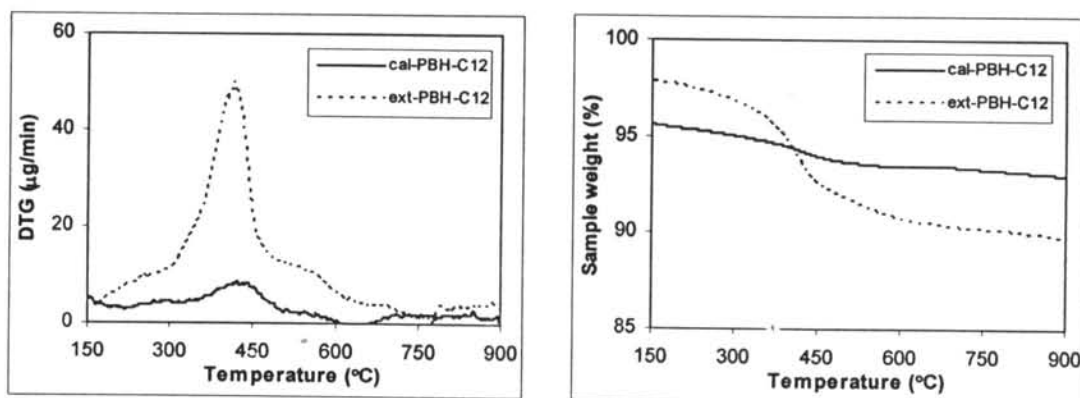 60
40
20
0
DTG (µg/min)
cal-PBH-C12
ext-PBH-C12
150 300 450 600 750 900
Temperature (°C)
100
95
90
85
Sample weight (%)
cal-PBH-C12
ext-PBH-C12
150 300 450 600 750 900
Temperature (°C)